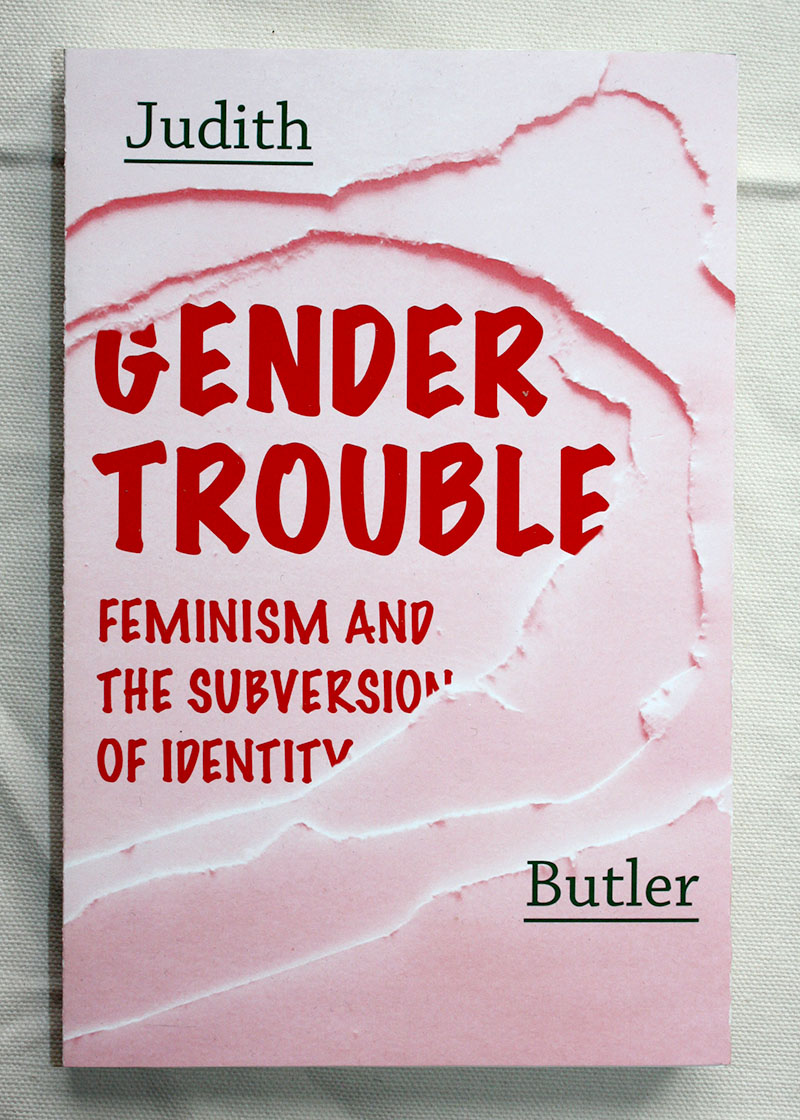 Judith
GENDER
TROUBLE
FEMINISM AND
THE SUBVERSION
OF IDENTITY
Butler